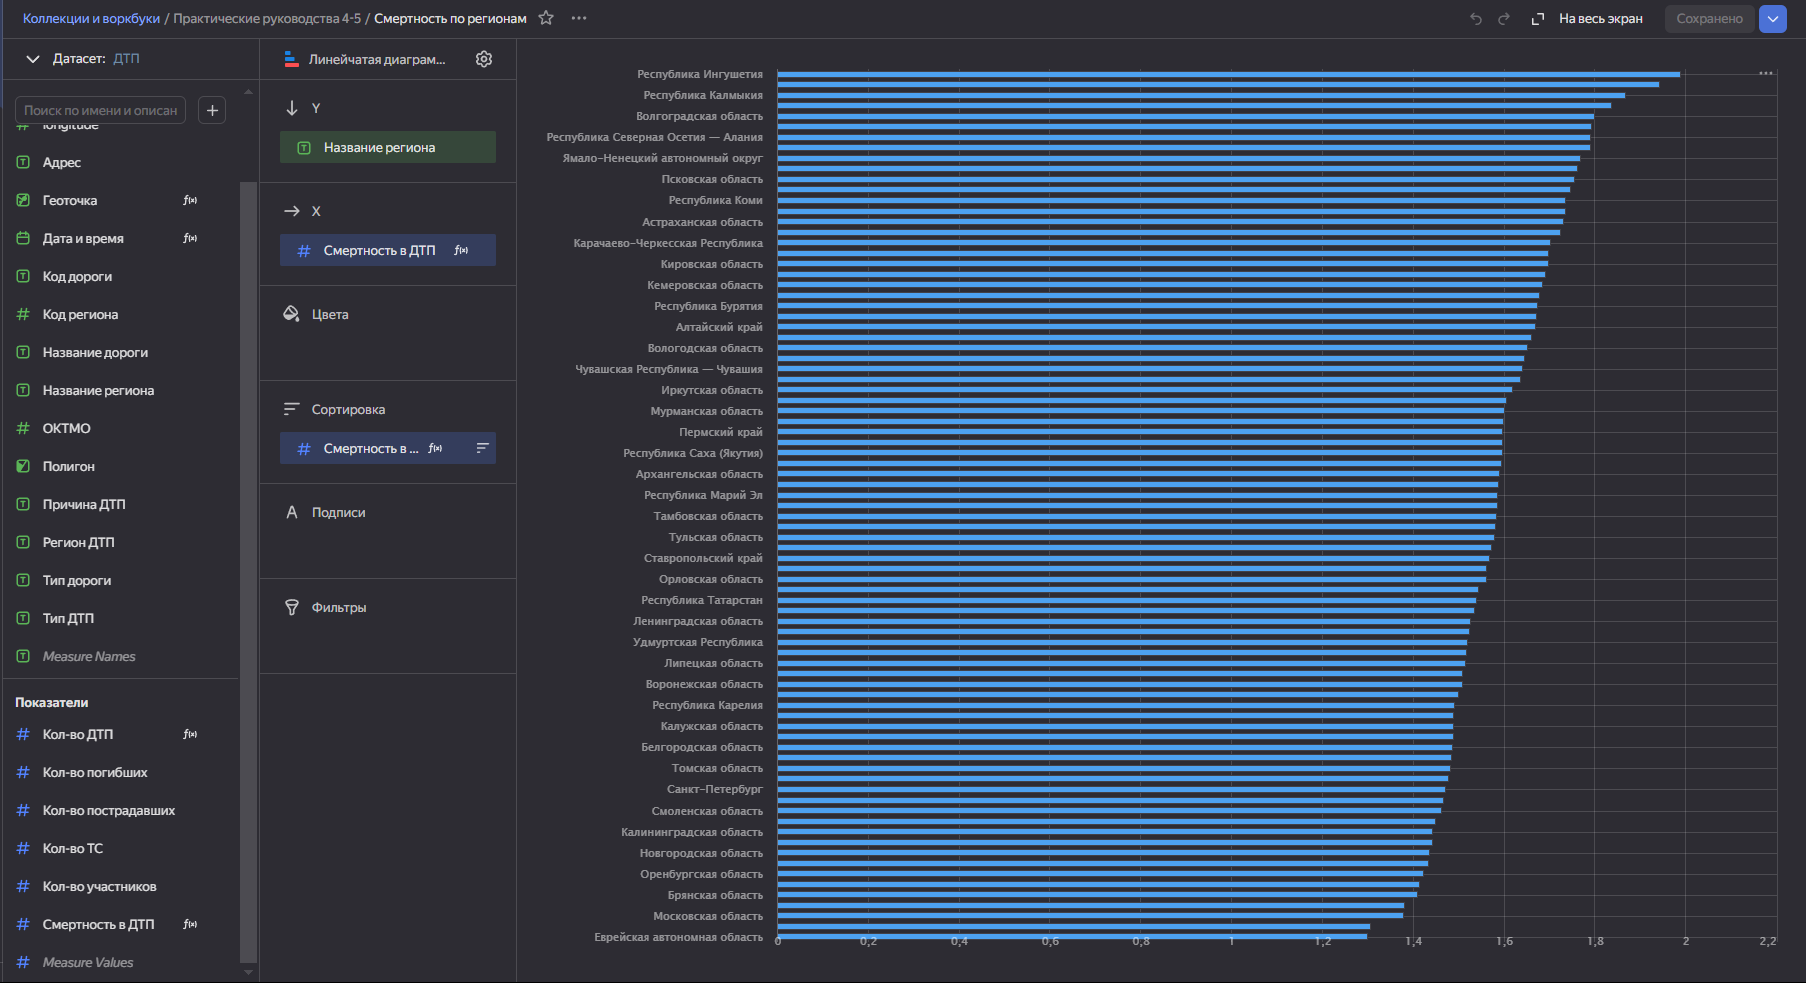 Коллекции и воркбуки / Практические руководства 4-5 / Смертность по регионам
На весь экран
Сохранено
Датасет: ДТП
Поиск по имени и описан
longitude
Адрес
Геоточка
Дата и время
Код дороги
Код региона
Название дороги
Название региона
ОКТМО
Полигон
Причина ДТП
Регион ДТП
Тип дороги
Тип ДТП
Measure Names
Показатели
Кол-во ДТП
Кол-во погибших
Кол-во пострадавших
Кол-во ТС
Кол-во участников
Смертность в ДТП
Measure Values
Линейчатая диаграм...
Y
Название региона
X
Смертность в ДТП
Цвета
Сортировка
Смертность в ...
Подписи
Фильтры
Республика Ингушетия
Республика Калмыкия
Волгоградская область
Республика Северная Осетия — Алания
Ямало-Ненецкий автономный округ
Псковская область
Республика Коми
Астраханская область
Карачаево-Черкесская Республика
Кировская область
Кемеровская область
Республика Бурятия
Алтайский край
Вологодская область
Чувашская Республика — Чувашия
Иркутская область
Мурманская область
Пермский край
Республика Саха (Якутия)
Архангельская область
Республика Марий Эл
Тамбовская область
Тульская область
Ставропольский край
Орловская область
Республика Татарстан
Ленинградская область
Удмуртская Республика
Липецкая область
Воронежская область
Республика Карелия
Калужская область
Белгородская область
Томская область
Санкт-Петербург
Смоленская область
Калининградская область
Новгородская область
Оренбургская область
Брянская область
Московская область
Еврейская автономная область
0 0,2 0,4 0,6 0,8 1 1,2 1,4 1,6 1,8 2 2,2